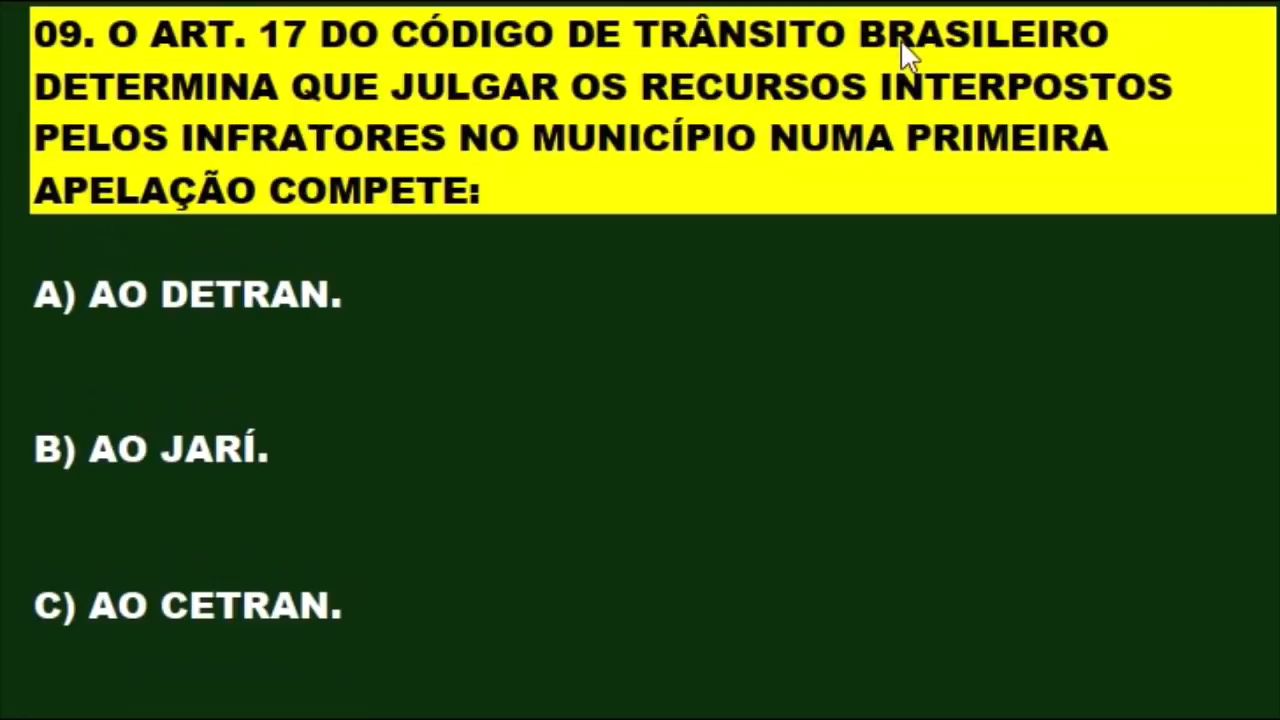 09. O ART. 17 DO CÓDIGO DE TRÂNSITO BRASILEIRO
DETERMINA QUE JULGAR OS RECURSOS INTERPOSTOS
PELOS INFRATORES NO MUNICÍPIO NUMA PRIMEIRA
APELAÇÃO COMPETE:
A) AO DETRAN.
B) AO JARÍ.
C) AO CETRAN.